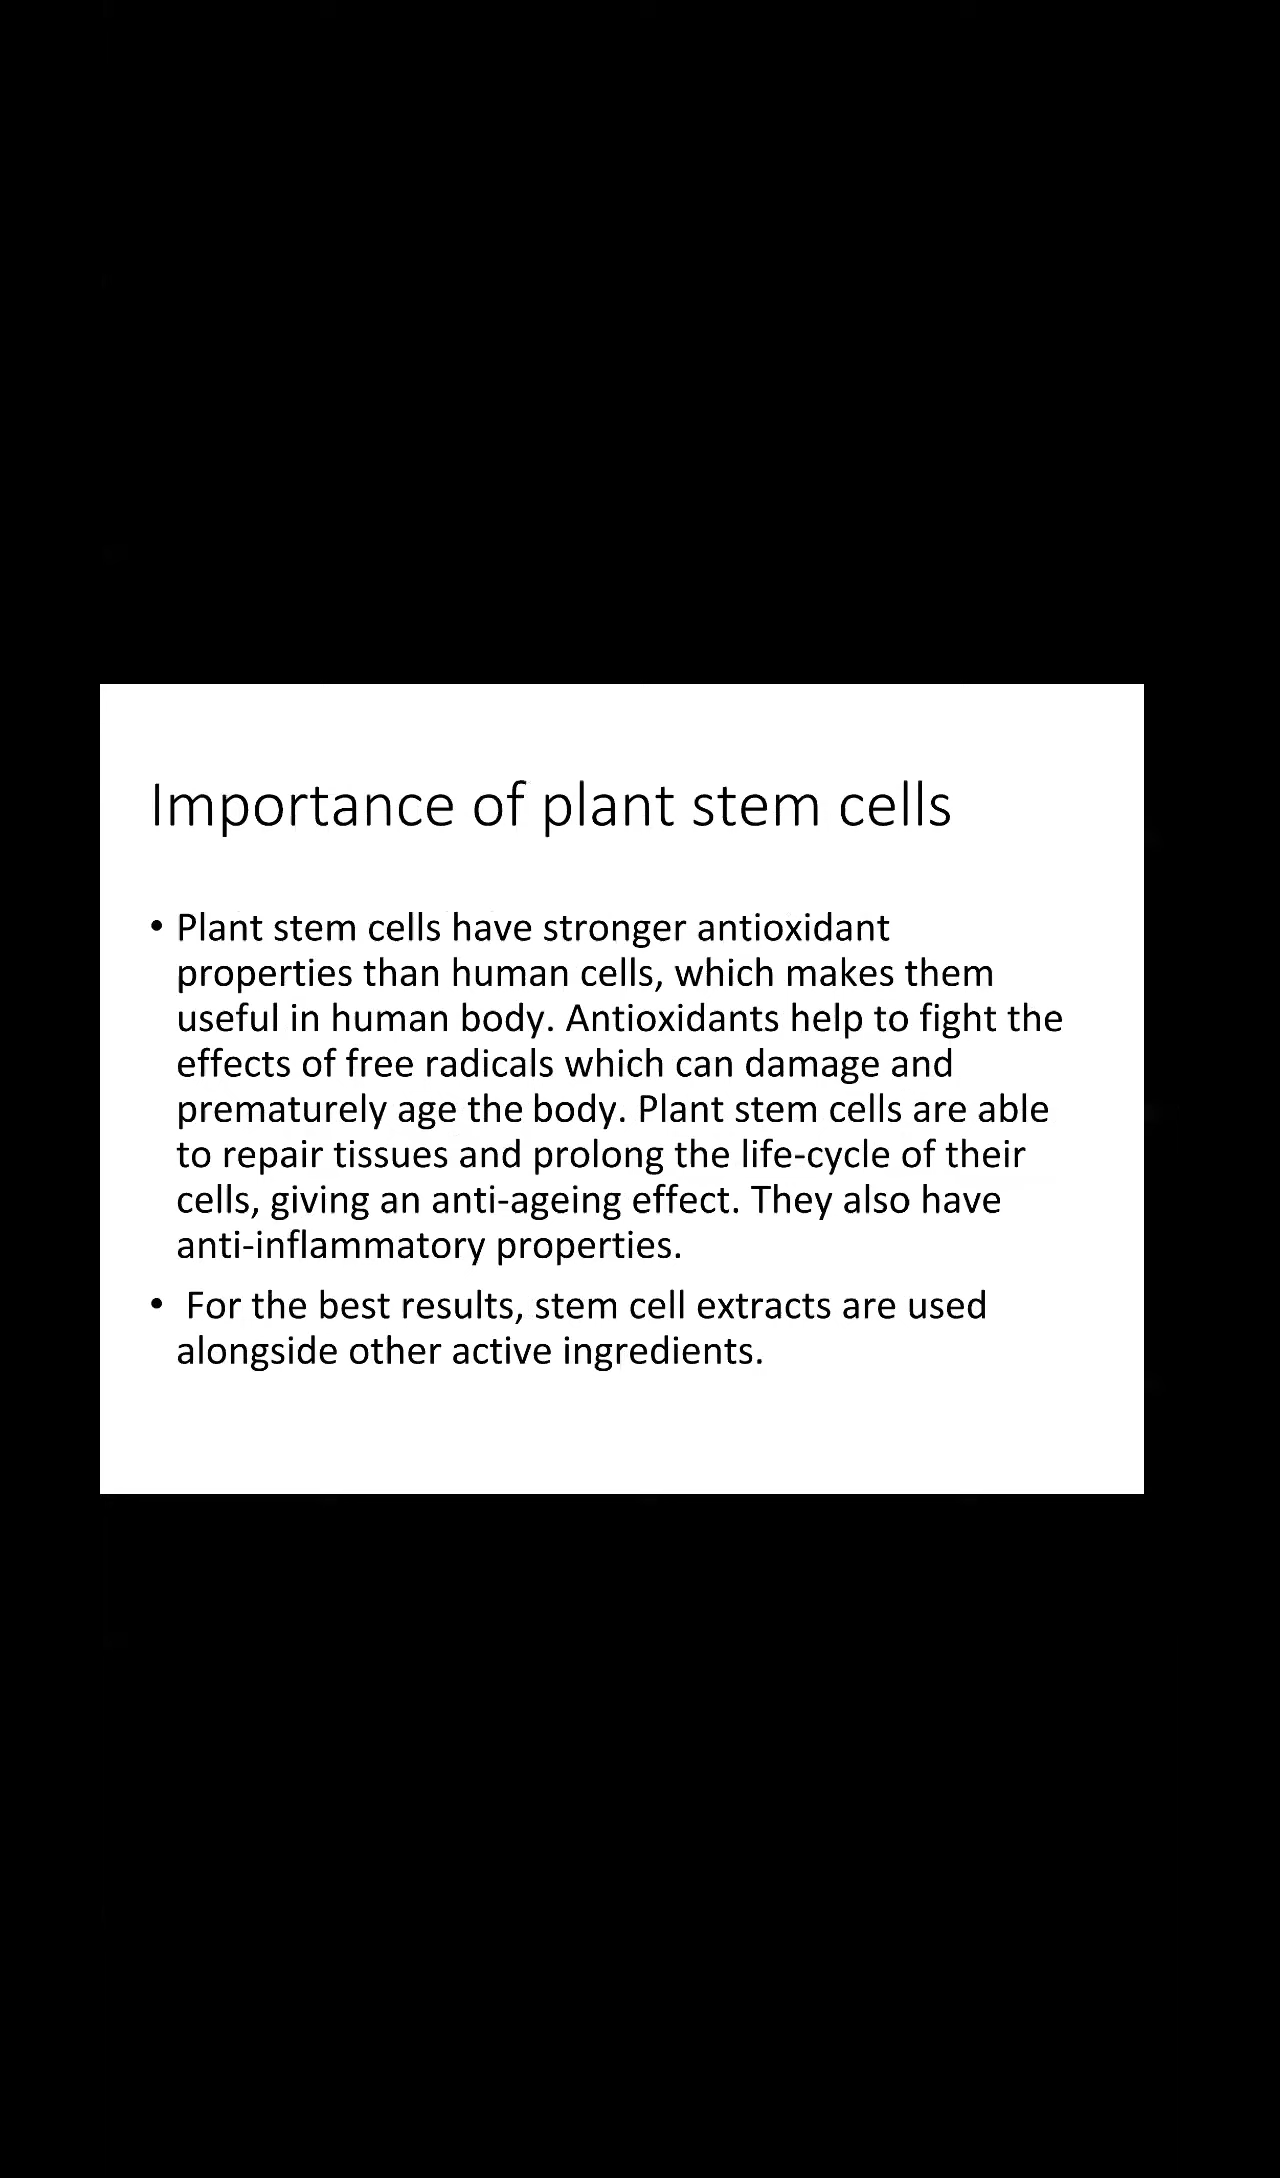 Importance of plant stem cells
• Plant stem cells have stronger antioxidant
properties than human cells, which makes them
useful in human body. Antioxidants help to fight the
effects of free radicals which can damage and
prematurely age the body. Plant stem cells are able
to repair tissues and prolong the life-cycle of their
cells, giving an anti-ageing effect. They also have
anti-inflammatory properties.
• For the best results, stem cell extracts are used
alongside other active ingredients.